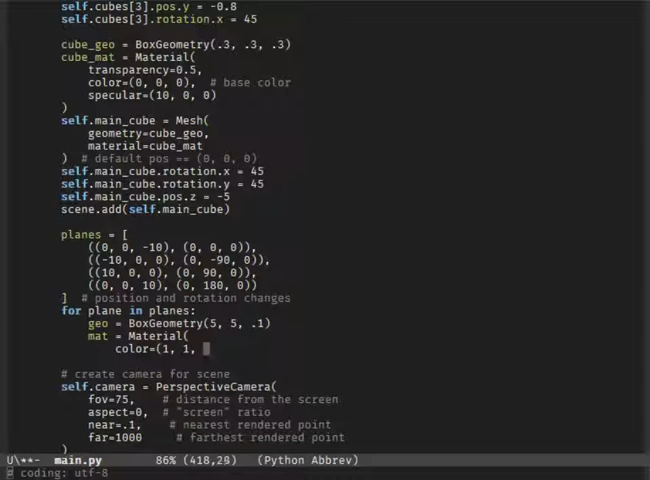 self.cubes[3].pos.y = -0.8
self.cubes[3].rotation.x = 45
cube_geo = BoxGeometry(.3, .3, .3)
cube_mat = Material(
transparency=0.5,
color=(0, 0, 0),  # base color
specular=(10, 0, 0)
)
self.main_cube = Mesh(
geometry=cube_geo,
material=cube_mat
)  # default pos == (0, 0, 0)
self.main_cube.rotation.x = 45
self.main_cube.rotation.y = 45
self.main_cube.pos.z = -5
scene.add(self.main_cube)
planes = [
((0, 0, -10), (0, 0, 0)),
((-10, 0, 0), (0, -90, 0)),
((10, 0, 0), (0, 90, 0)),
((0, 0, 10), (0, 180, 0))
]  # position and rotation changes
for plane in planes:
geo = BoxGeometry(5, 5, .1)
mat = Material(
color=(1, 1,
# create camera for scene
self.camera = PerspectiveCamera(
fov=75,    # distance from the screen
aspect=0,  # "screen" ratio
near=.1,    # nearest rendered point
far=1000     # farthest rendered point
)
U\**-  main.py        86% (418,28)    (Python Abbrev)
# coding: utf-8